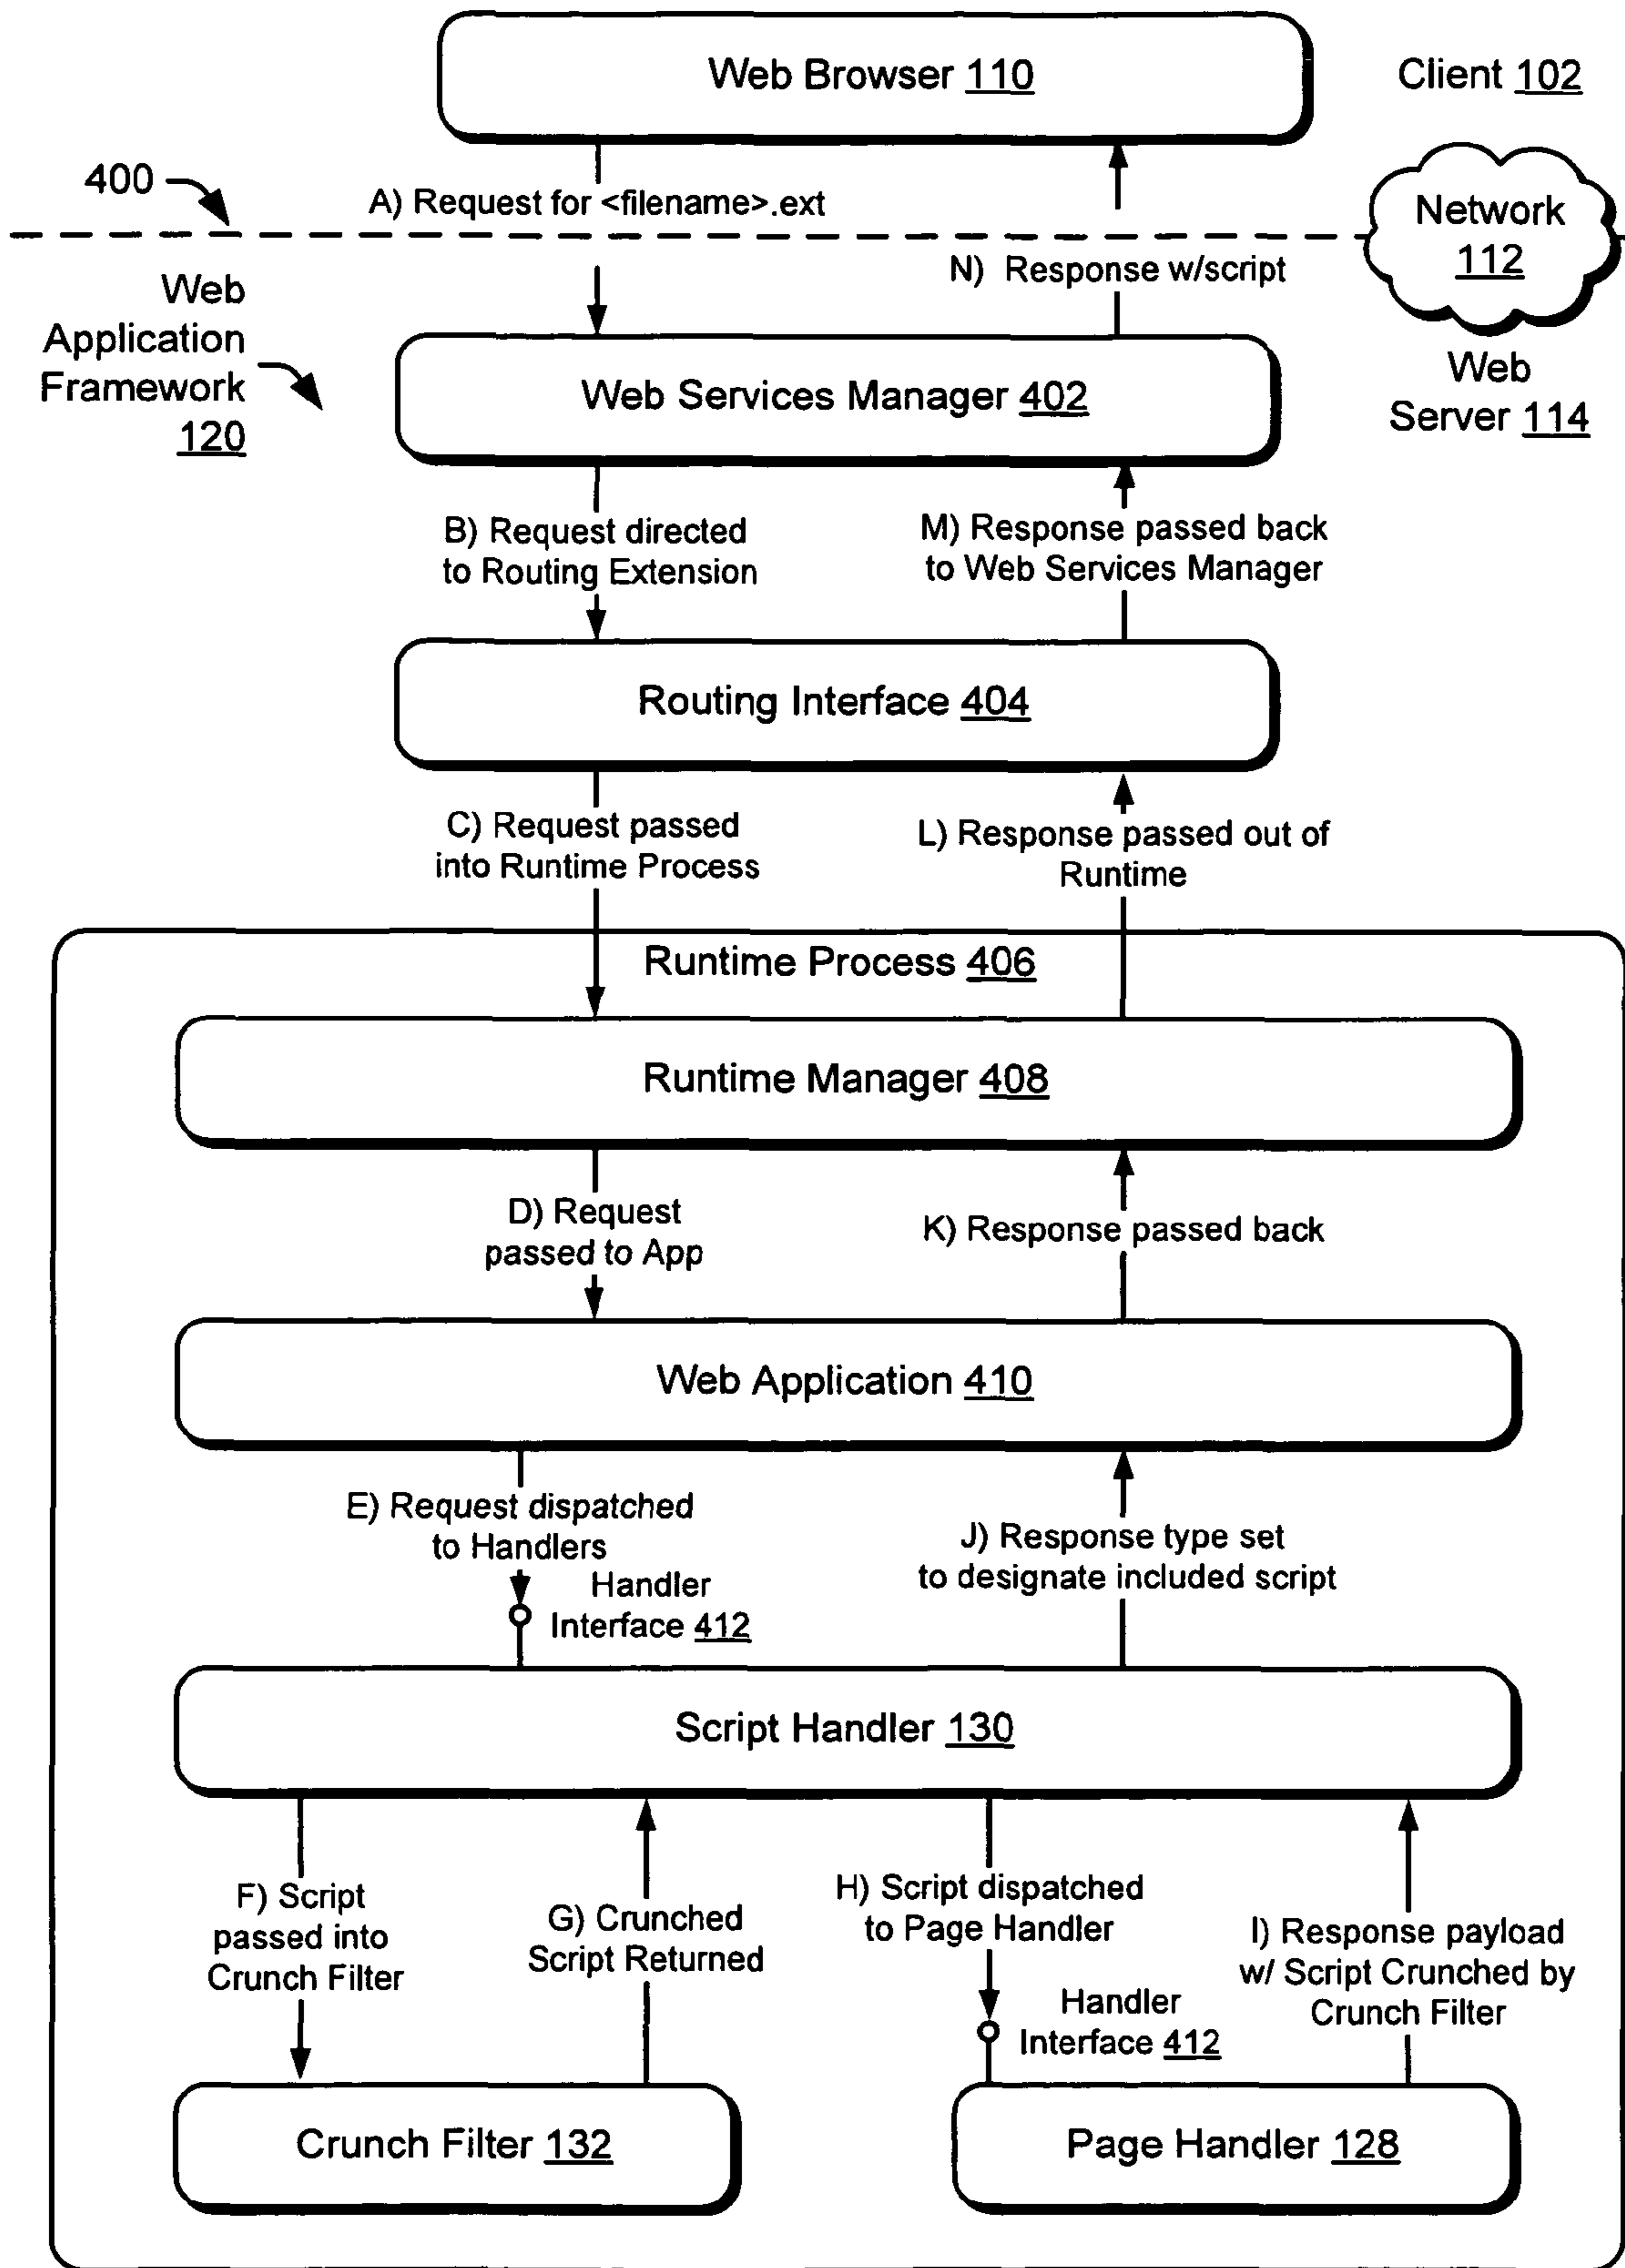 Web Browser 110
Client 102
400
A) Request for <filename>.ext
Network
112
N) Response w/script
Web
Application
Framework
120
Web Services Manager 402
Web
Server 114
B) Request directed
to Routing Extension
M) Response passed back
to Web Services Manager
Routing Interface 404
C) Request passed
into Runtime Process
L) Response passed out of
Runtime
Runtime Process 406
Runtime Manager 408
D) Request
passed to App
K) Response passed back
Web Application 410
E) Request dispatched
to Handlers
Handler
Interface 412
J) Response type set
to designate included script
Script Handler 130
F) Script
passed into
Crunch Filter
G) Crunched
Script Returned
H) Script dispatched
to Page Handler
Handler
Interface 412
I) Response payload
w/ Script Crunched by
Crunch Filter
Crunch Filter 132
Page Handler 128